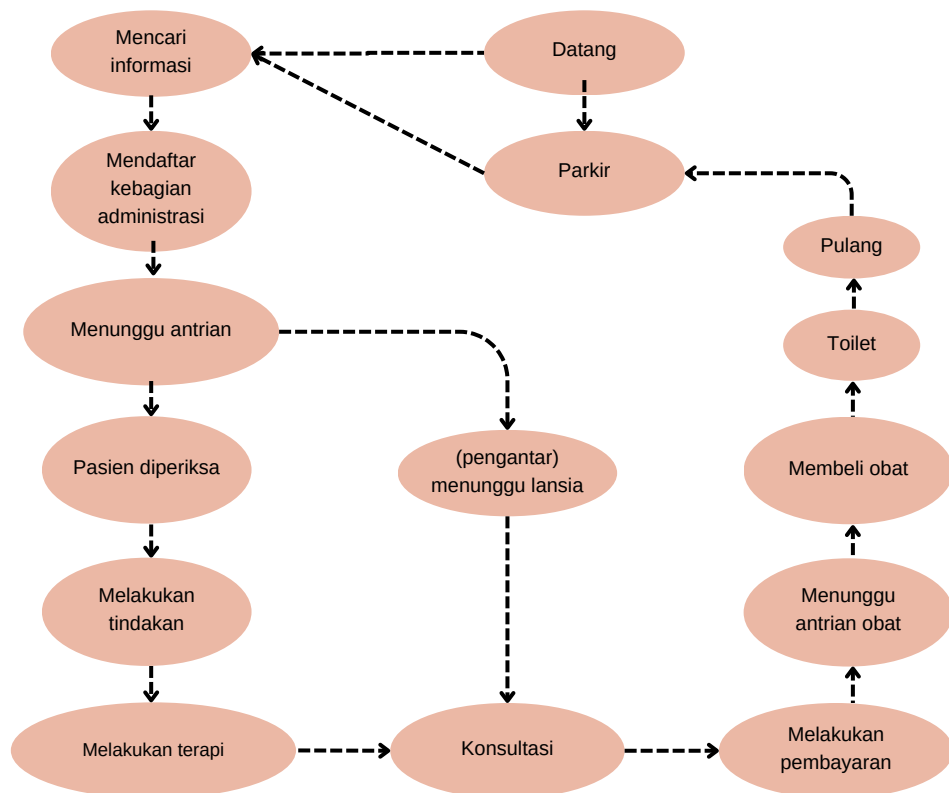 Mencari
informasi
Datang
Mendaftar
kebagian
administrasi
Parkir
Pulang
Menunggu antrian
Toilet
Pasien diperiksa
(pengantar)
menunggu lansia
Membeli obat
Melakukan
tindakan
Menunggu
antrian obat
Melakukan terapi
Konsultasi
Melakukan
pembayaran